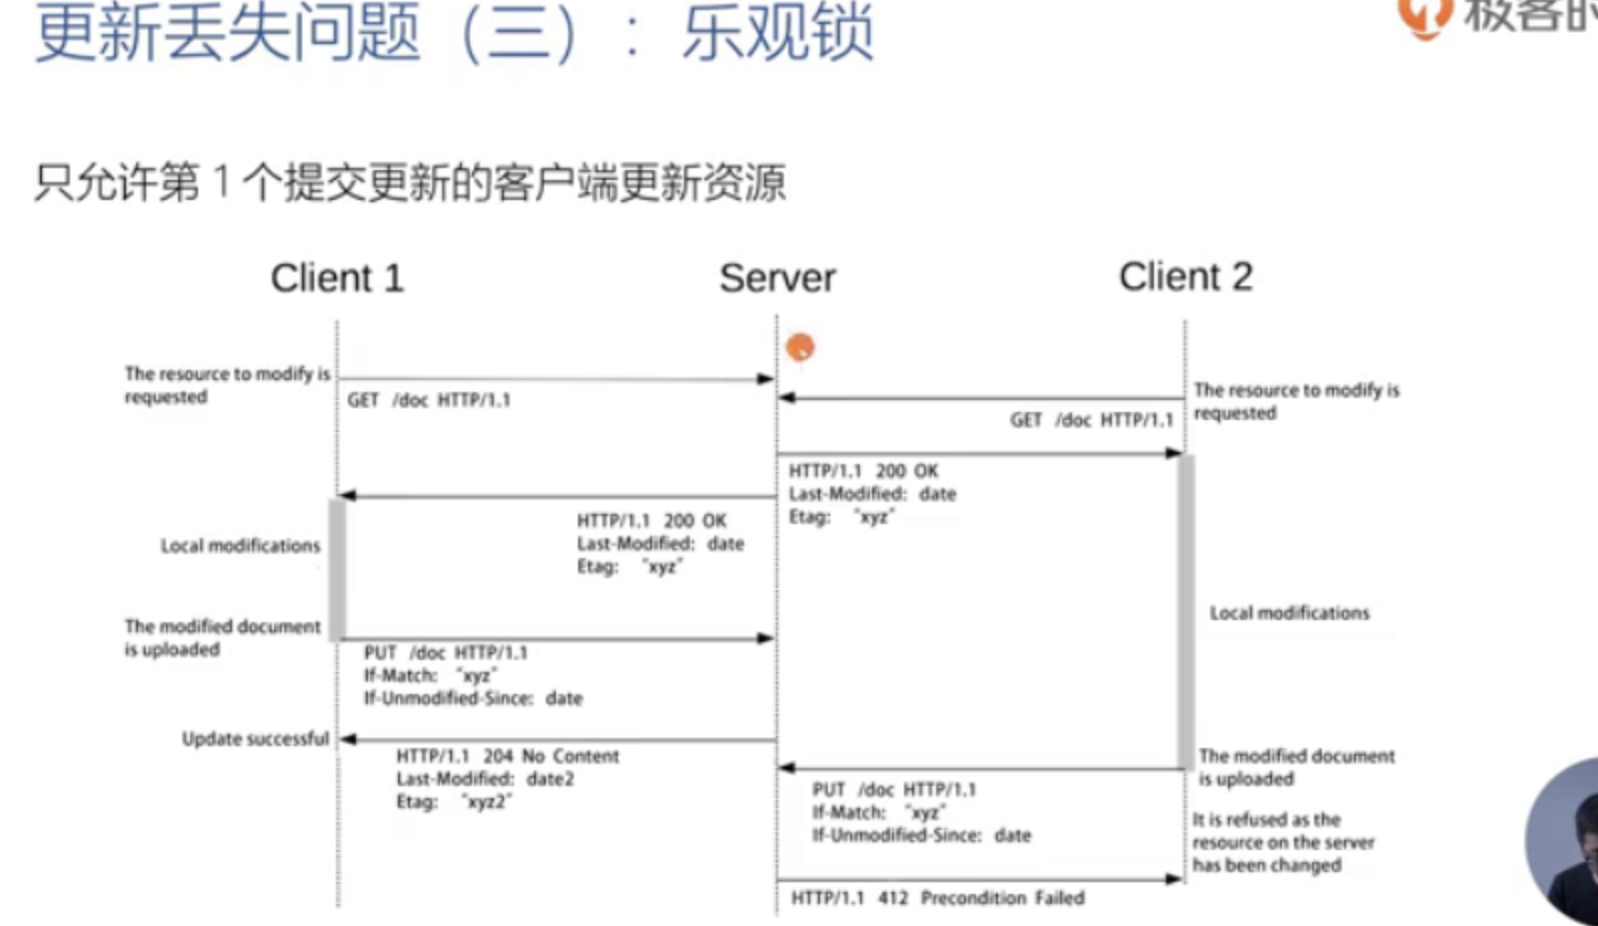 更新丢失问题（三）：乐观锁
极客时
只允许第 1 个提交更新的客户端更新资源
Client 1
Server
Client 2
The resource to modify is
requested
GET /doc HTTP/1.1
The resource to modify is
requested
GET /doc HTTP/1.1
HTTP/1.1 200 OK
Last-Modified: date
Etag: "xyz"
HTTP/1.1 200 OK
Last-Modified: date
Etag: "xyz"
Local modifications
Local modifications
The modified document
is uploaded
PUT /doc HTTP/1.1
If-Match: "xyz"
If-Unmodified-Since: date
Update successful
HTTP/1.1 204 No Content
Last-Modified: date2
Etag: "xyz2"
The modified document
is uploaded
PUT /doc HTTP/1.1
If-Match: "xyz"
If-Unmodified-Since: date
It is refused as the
resource on the server
has been changed
HTTP/1.1 412 Precondition Failed